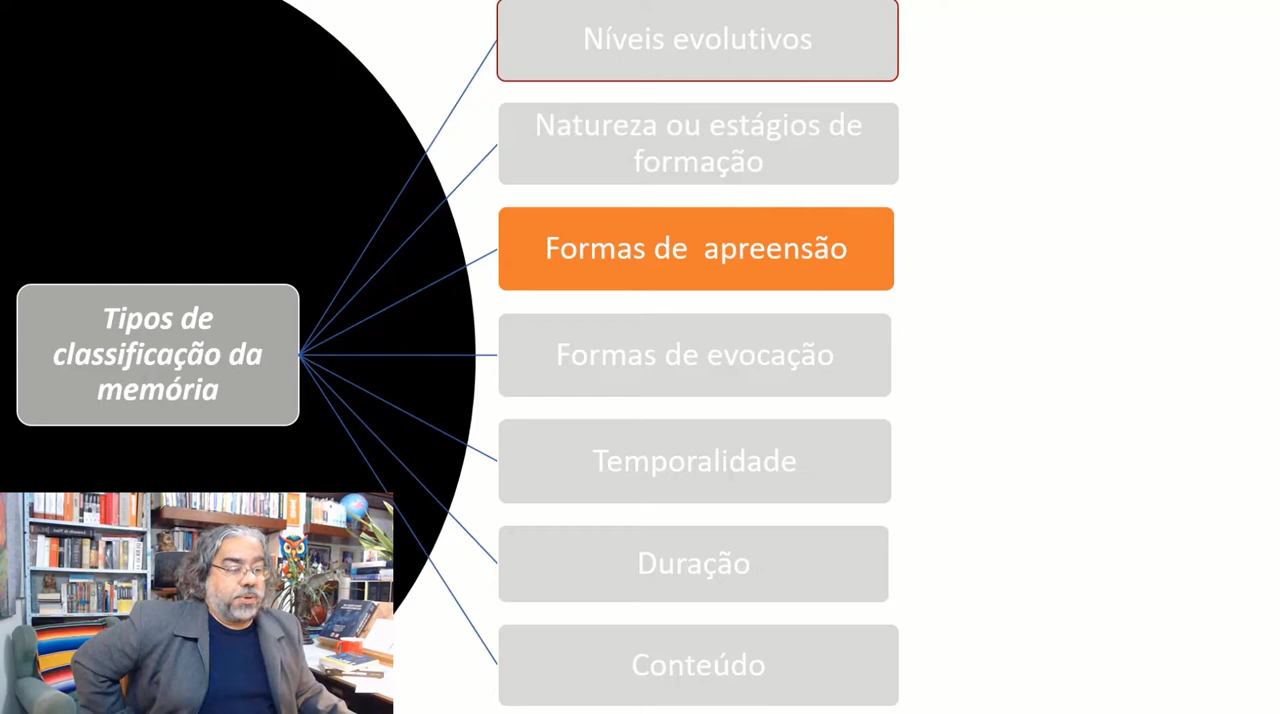 Níveis evolutivos
Natureza ou estágios de
formação
Formas de apreensão
Tipos de
classificação da
memória
Formas de evocação
Temporalidade
Duração
Conteúdo